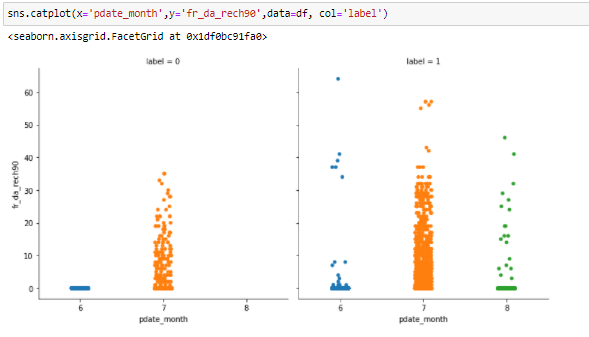 sns.catplot(x='pdate_month',y='fr_da_rech90',data=df, col='label')
<seaborn.axisgrid.FacetGrid at 0x1df0bc91fa0>
label = 0
label = 1
60
50
40
30
20
10
0
fr_da_rech90
6 7 8
6 7 8
pdate_month
pdate_month